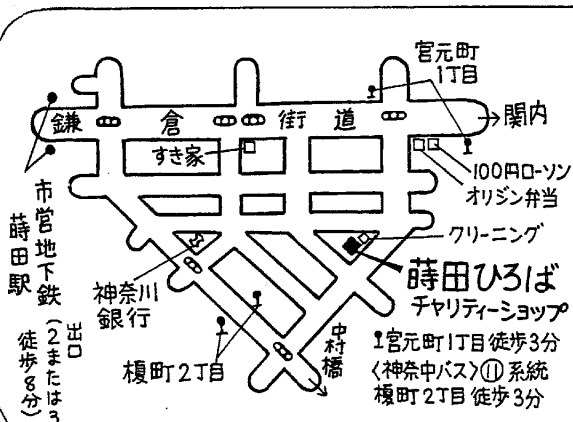 宮元町
1丁目
鎌倉街道
→関内
すき家
100円ローソン
オリジン弁当
クリーニング
市営地下鉄
蒔田駅
出口
(2または3
徒歩8分)
神奈川
銀行
蒔田ひろば
チャリティーショップ
中村橋
榎町2丁目
宮元町1丁目徒歩3分
〈神奈中バス〉⑪系統
榎町2丁目徒歩3分